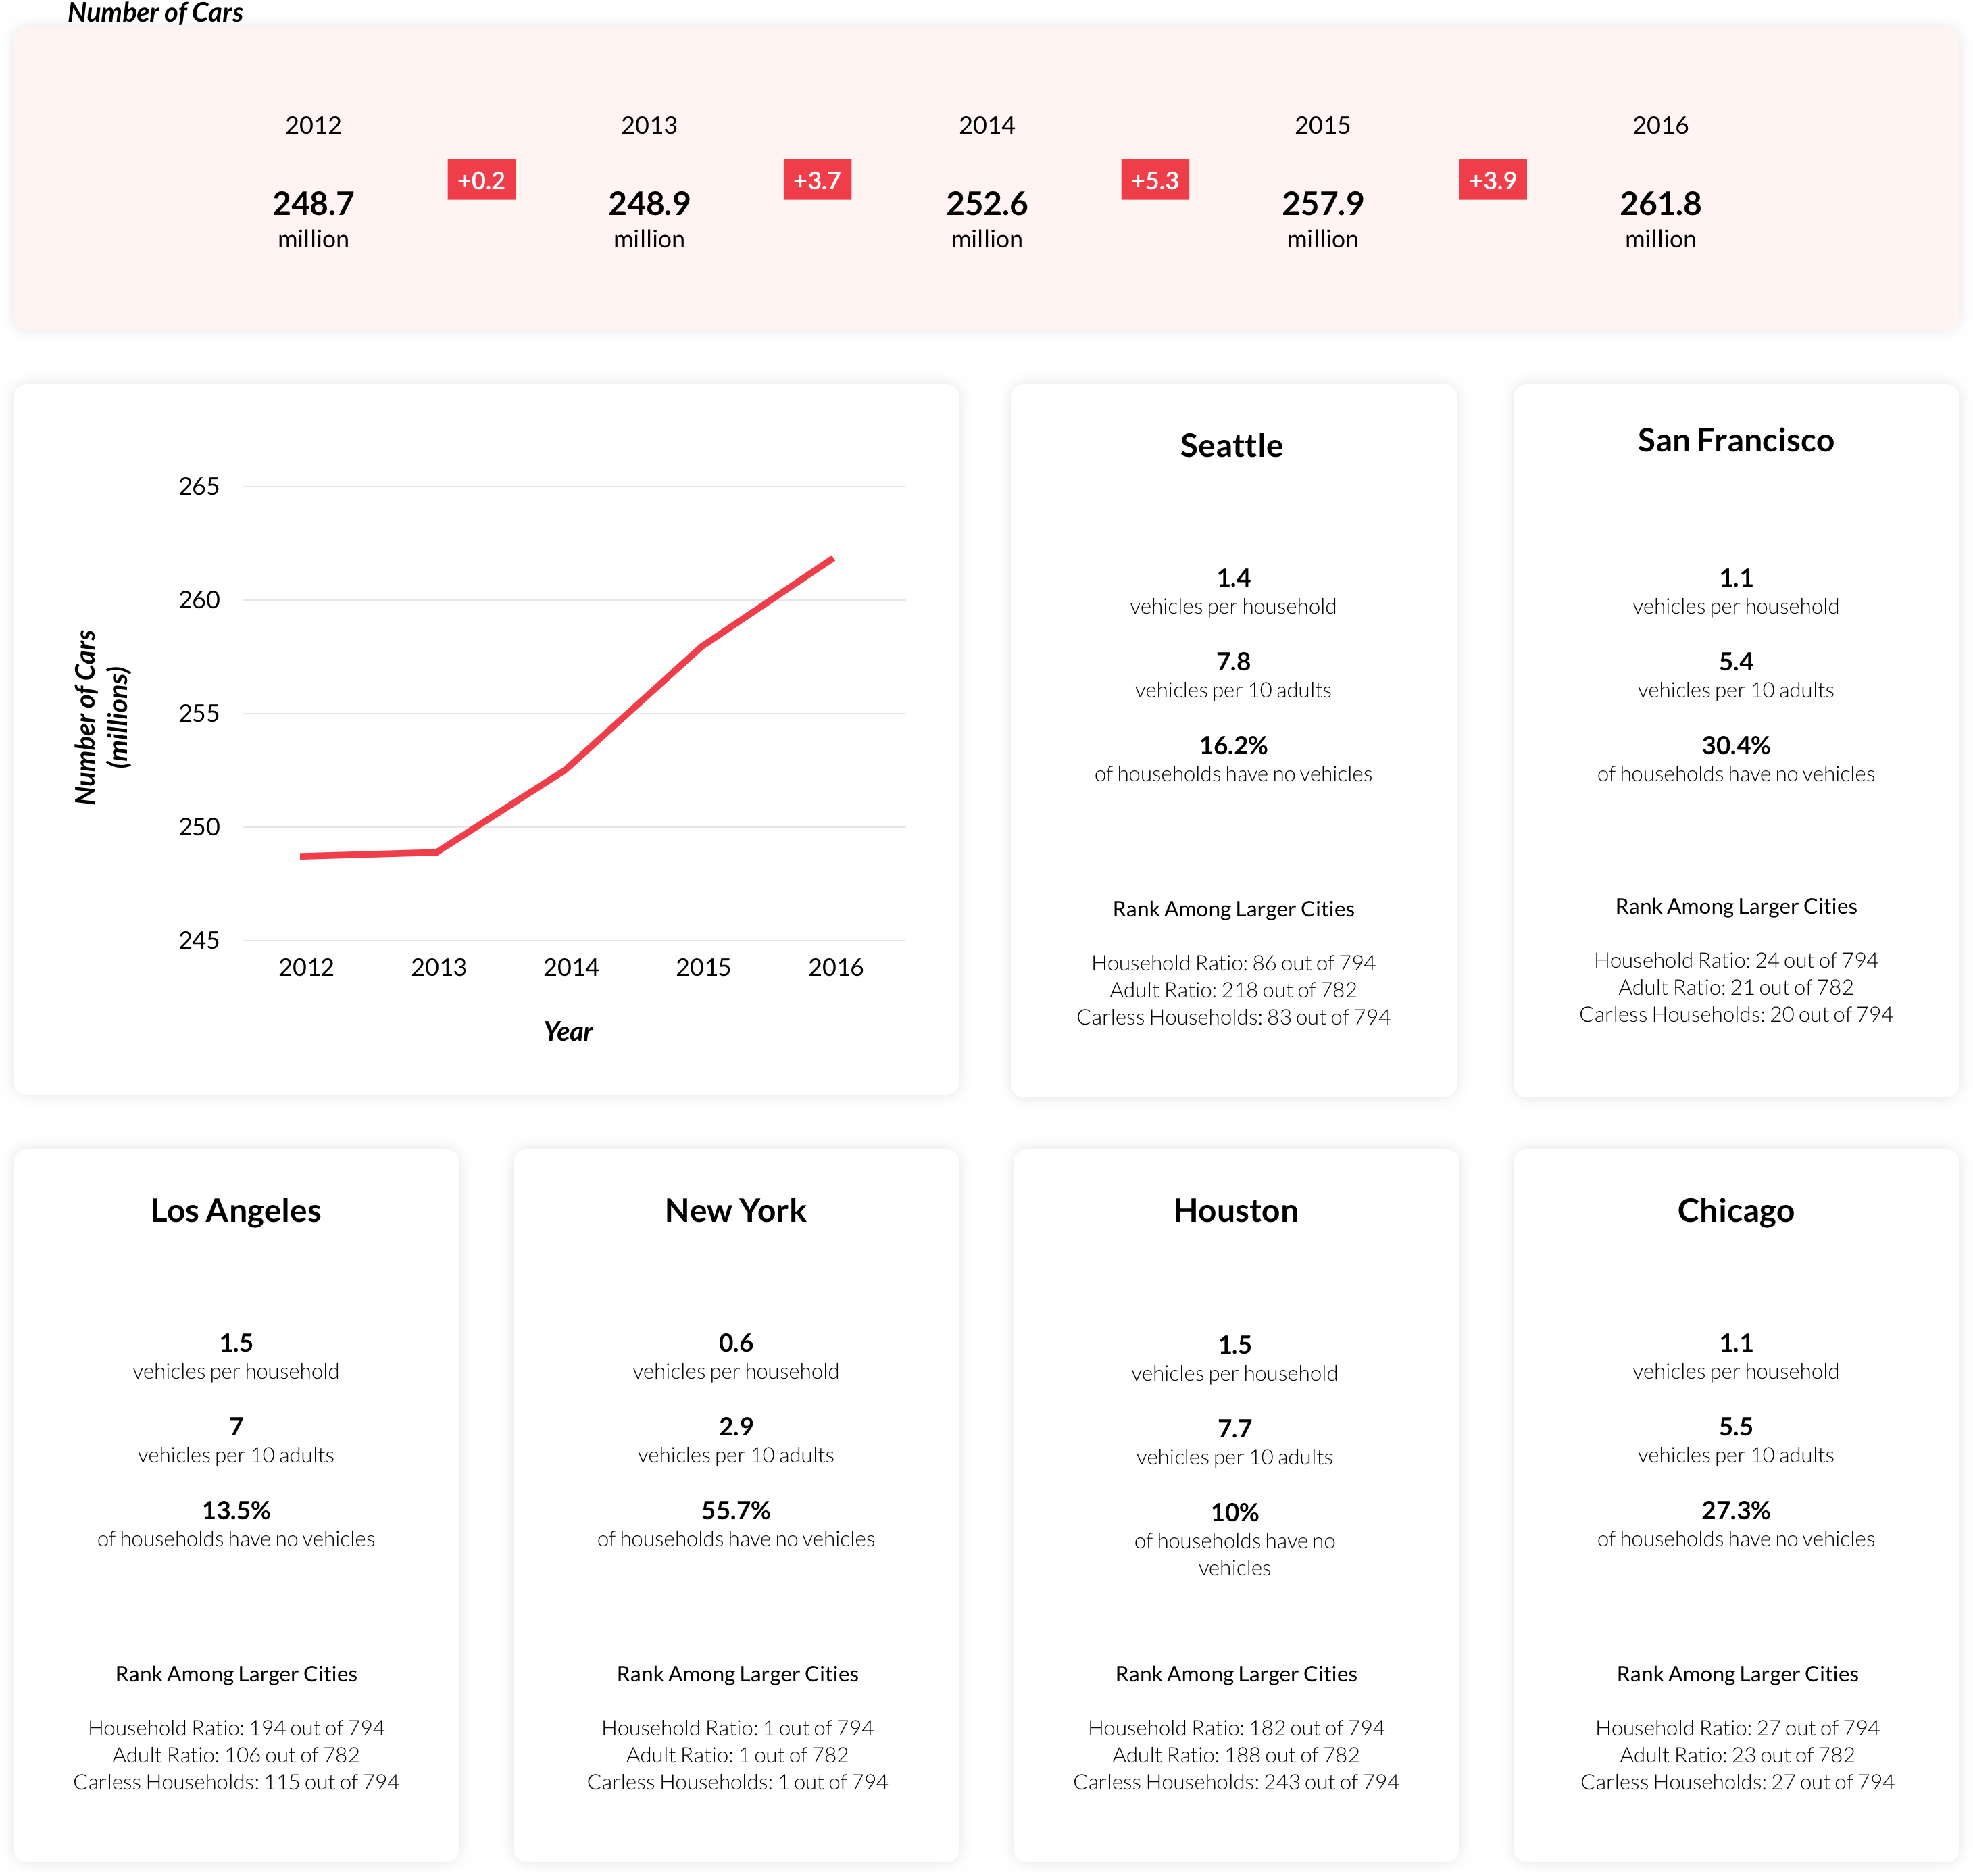 Number of Cars
2012
2013
2014
2015
2016
+0.2
+3.7
+5.3
+3.9
248.7
248.9
252.6
257.9
261.8
million
million
million
million
million
265
260
255
250
245
Number of Cars
(millions)
2012
2013
2014
2015
2016
Year
Seattle
1.4
vehicles per household
7.8
vehicles per 10 adults
16.2%
of households have no vehicles
Rank Among Larger Cities
Household Ratio: 86 out of 794
Adult Ratio: 218 out of 782
Carless Households: 83 out of 794
San Francisco
1.1
vehicles per household
5.4
vehicles per 10 adults
30.4%
of households have no vehicles
Rank Among Larger Cities
Household Ratio: 24 out of 794
Adult Ratio: 21 out of 782
Carless Households: 20 out of 794
Los Angeles
1.5
vehicles per household
7
vehicles per 10 adults
13.5%
of households have no vehicles
Rank Among Larger Cities
Household Ratio: 194 out of 794
Adult Ratio: 106 out of 782
Carless Households: 115 out of 794
New York
0.6
vehicles per household
2.9
vehicles per 10 adults
55.7%
of households have no vehicles
Rank Among Larger Cities
Household Ratio: 1 out of 794
Adult Ratio: 1 out of 782
Carless Households: 1 out of 794
Houston
1.5
vehicles per household
7.7
vehicles per 10 adults
10%
of households have no
vehicles
Rank Among Larger Cities
Household Ratio: 182 out of 794
Adult Ratio: 188 out of 782
Carless Households: 243 out of 794
Chicago
1.1
vehicles per household
5.5
vehicles per 10 adults
27.3%
of households have no vehicles
Rank Among Larger Cities
Household Ratio: 27 out of 794
Adult Ratio: 23 out of 782
Carless Households: 27 out of 794